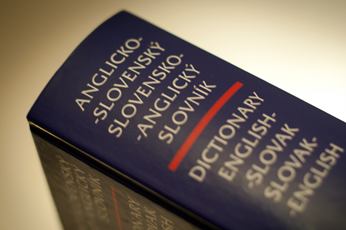 ANGLICKO-
-SLOVENSKÝ
SLOVENSKO-
-ANGLICKÝ
SLOVNÍK
DICTIONARY
ENGLISH-
-SLOVAK
SLOVAK-
-ENGLISH